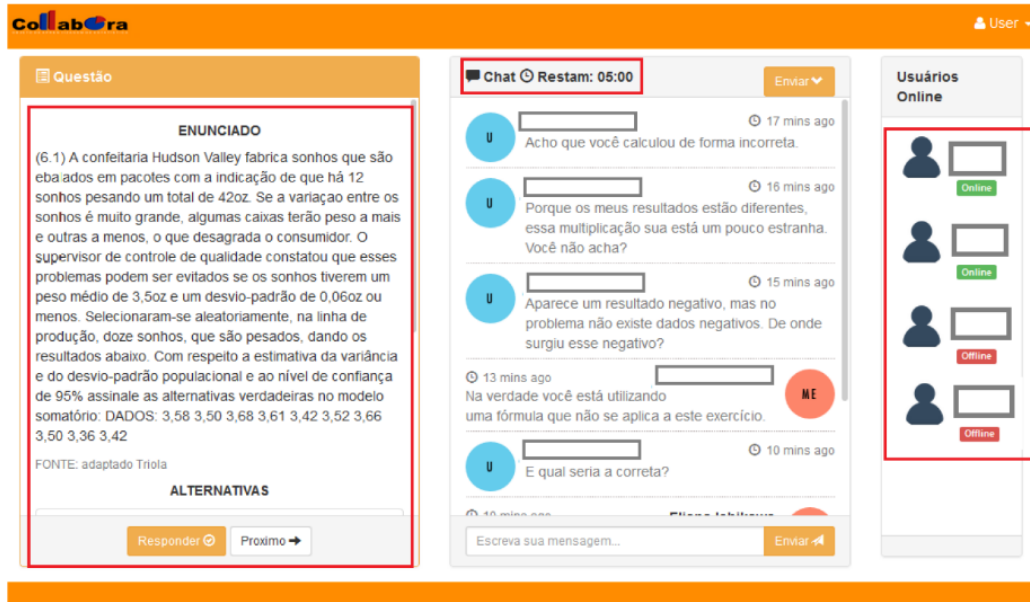 Collabora
User
Questão
ENUNCIADO
(6.1) A confeitaria Hudson Valley fabrica sonhos que são
eba ados em pacotes com a indicação de que há 12
sonhos pesando um total de 42oz. Se a variaçao entre os
sonhos é muito grande, algumas caixas terão peso a mais
e outras a menos, o que desagrada o consumidor. O
supervisor de controle de qualidade constatou que esses
problemas podem ser evitados se os sonhos tiverem um
peso médio de 3,5oz e um desvio-padrão de 0,06oz ou
menos. Selecionaram-se aleatoriamente, na linha de
produção, doze sonhos, que são pesados, dando os
resultados abaixo. Com respeito a estimativa da variância
e do desvio-padrão populacional e ao nível de confiança
de 95% assinale as alternativas verdadeiras no modelo
somatório: DADOS: 3,58 3,50 3,68 3,61 3,42 3,52 3,66
3,50 3,36 3,42
FONTE: adaptado Triola
ALTERNATIVAS
Responder
Proximo
Chat Restam: 05:00
Enviar
U
17 mins ago
Acho que você calculou de forma incorreta.
U
16 mins ago
Porque os meus resultados estão diferentes,
essa multiplicação sua está um pouco estranha.
Você não acha?
U
15 mins ago
Aparece um resultado negativo, mas no
problema não existe dados negativos. De onde
surgiu esse negativo?
13 mins ago
ME
Na verdade você está utilizando
uma fórmula que não se aplica a este exercício.
U
10 mins ago
E qual seria a correta?
Escreva sua mensagem...
Enviar
Usuários
Online
Online
Online
Offline
Offline